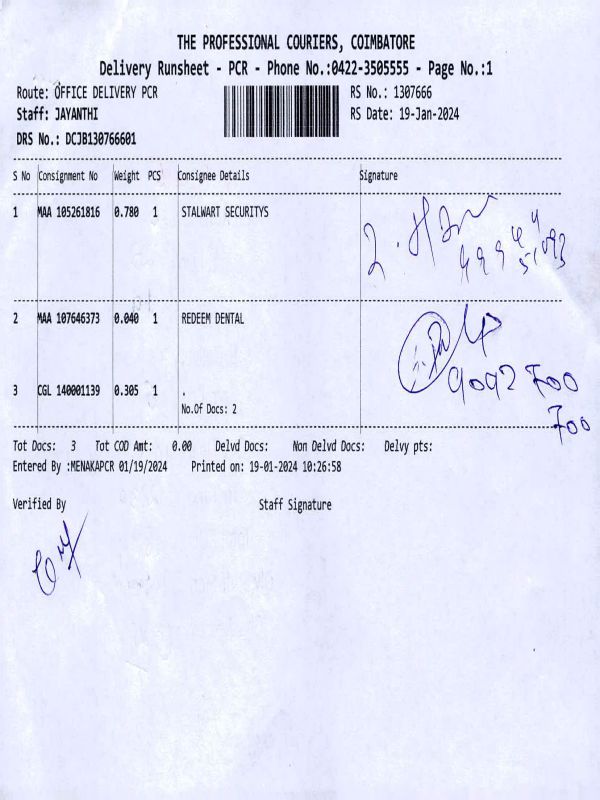 THE PROFESSIONAL COURIERS, COIMBATORE
Delivery Runsheet - PCR - Phone No.:0422-3505555 - Page No.:1
Route: OFFICE DELIVERY PCR RS No.: 1307666
Staff: JAYANTHI RS Date: 19-Jan-2024
DRS No.: DCJB130766601
S No Consignment No Weight PCS Consignee Details Signature
1 MAA 105261816 0.780 1 STALWART SECURITYS
2 MAA 107646373 0.040 1 REDEEM DENTAL
9092 700
700
3 CGL 140001139 0.305 1 .
No.Of Docs: 2
Tot Docs: 3 Tot COD Amt: 0.00 Delvd Docs: Non Delvd Docs: Delvy pts:
Entered By :MENAKAPCR 01/19/2024 Printed on: 19-01-2024 10:26:58
Verified By Staff Signature